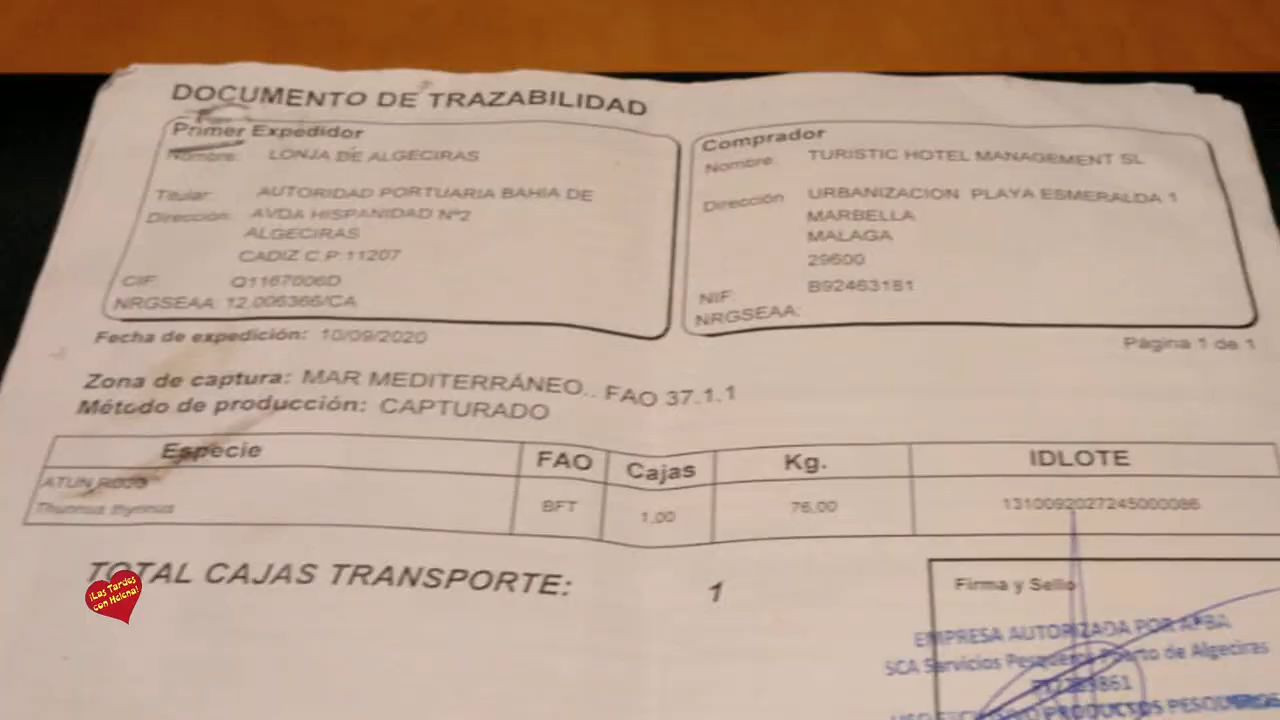 DOCUMENTO DE TRAZABILIDAD
Primer Expedidor
Nombre: LONJA DE ALGECIRAS
Titular: AUTORIDAD PORTUARIA BAHIA DE
Dirección: AVDA HISPANIDAD Nº2
ALGECIRAS
CADIZ C.P:11207
CIF: Q1167006D
NRGSEAA: 12.006366/CA
Comprador
Nombre: TURISTIC HOTEL MANAGEMENT SL
Dirección URBANIZACION PLAYA ESMERALDA 1
MARBELLA
MALAGA
29600
NIF: B92463181
NRGSEAA:
Fecha de expedición: 10/09/2020
Página 1 de 1
Zona de captura: MAR MEDITERRÁNEO.. FAO 37.1.1
Método de producción: CAPTURADO
Especie FAO Cajas Kg. IDLOTE
ATUN ROJO
Thunnus thynnus BFT 1,00 76,00 1310092027245000086
TOTAL CAJAS TRANSPORTE: 1
¡Las Tardes
con Helena!
Firma y Sello
EMPRESA AUTORIZADA POR APBA
SCA Servicios Pesqueros Puerto de Algeciras
PRODUCTOS